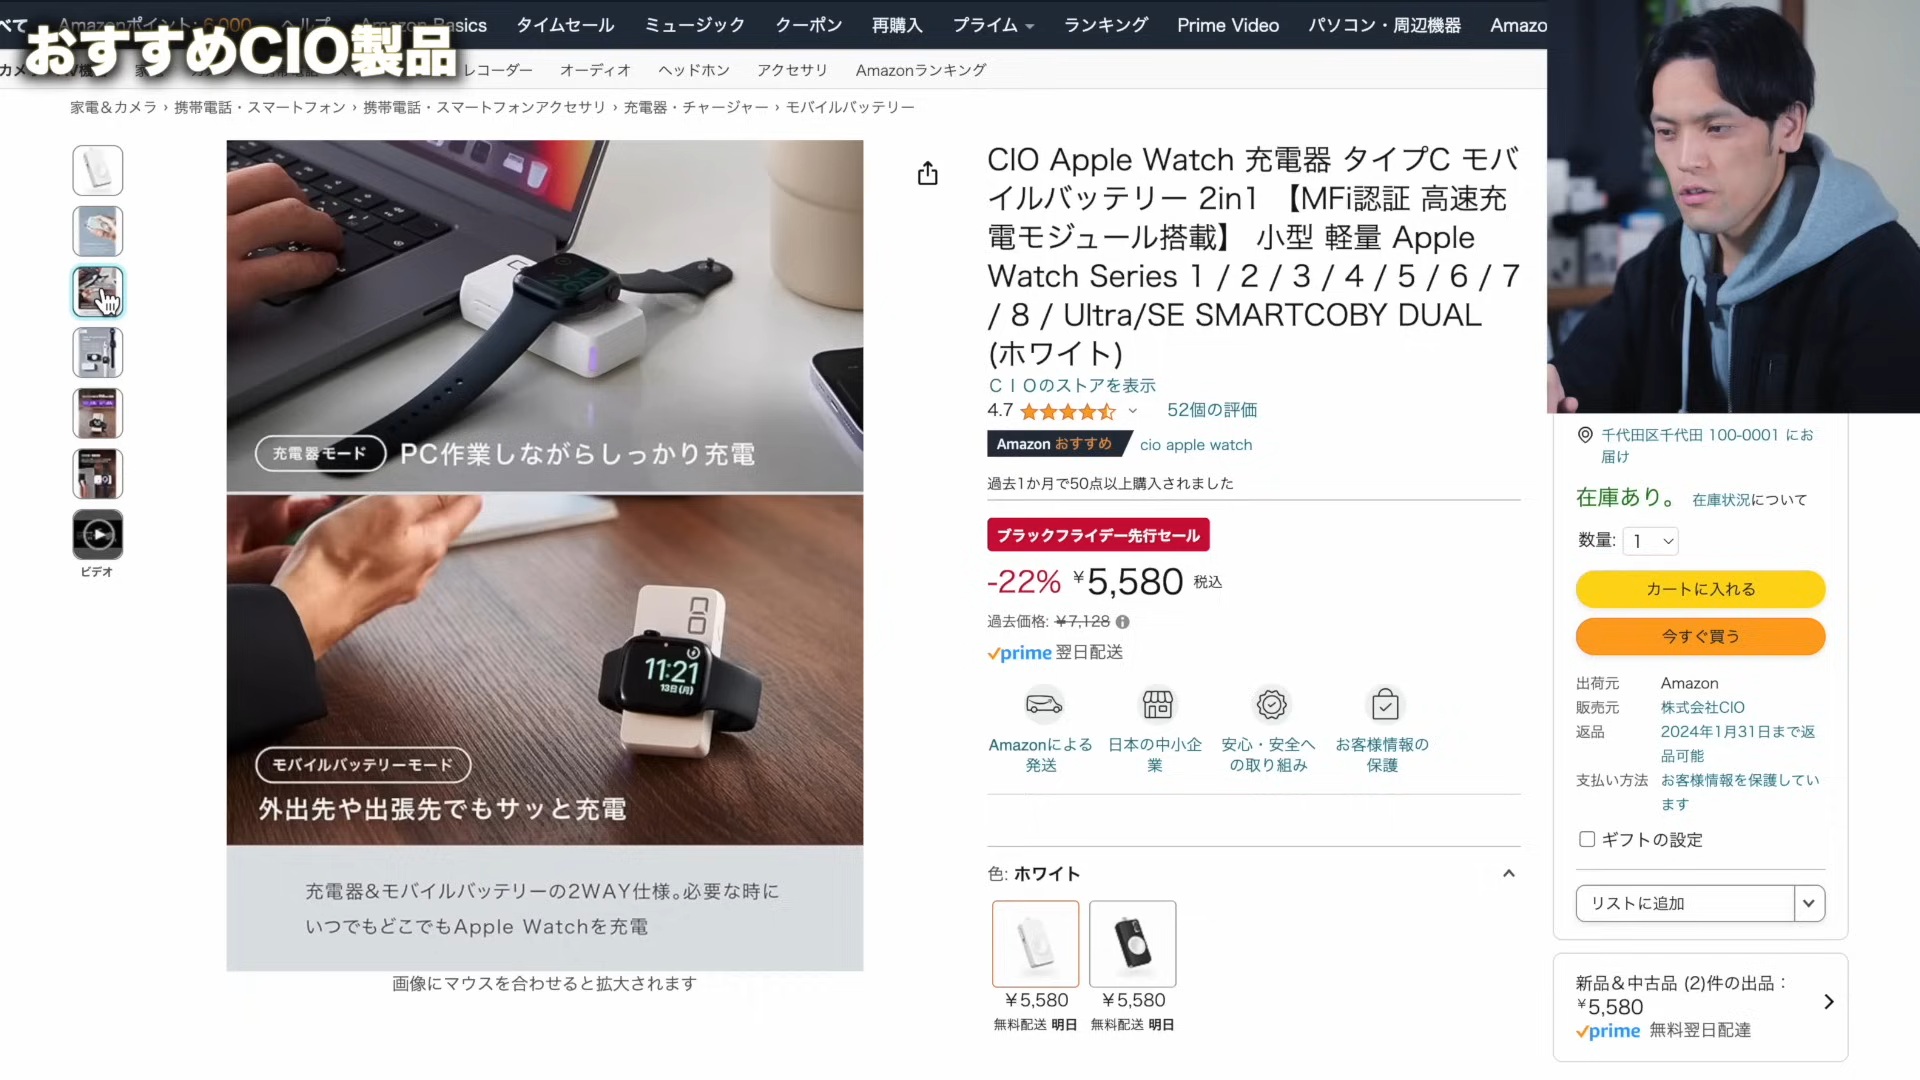 おすすめCIO製品
タイムセール ミュージック クーポン 再購入 プライム ランキング Prime Video パソコン・周辺機器
レコーダー オーディオ ヘッドホン アクセサリ Amazonランキング
家電＆カメラ › 携帯電話・スマートフォン › 携帯電話・スマートフォンアクセサリ › 充電器・チャージャー › モバイルバッテリー
ビデオ
充電器モード PC作業しながらしっかり充電
11:21
13日(月)
モバイルバッテリーモード
外出先や出張先でもサッと充電
充電器&モバイルバッテリーの2WAY仕様。必要な時に
いつでもどこでもApple Watchを充電
画像にマウスを合わせると拡大されます
CIO Apple Watch 充電器 タイプC モバ
イルバッテリー 2in1 【MFi認証 高速充
電モジュール搭載】 小型 軽量 Apple
Watch Series 1 / 2 / 3 / 4 / 5 / 6 / 7
/ 8 / Ultra/SE SMARTCOBY DUAL
(ホワイト)
ＣＩＯのストアを表示
4.7 52個の評価
Amazon おすすめ cio apple watch
過去1か月で50点以上購入されました
ブラックフライデー先行セール
-22% ¥5,580 税込
過去価格: ¥7,128
prime 翌日配送
Amazonによる
発送
日本の中小企
業
安心・安全へ
の取り組み
お客様情報の
保護
色: ホワイト
¥5,580 ¥5,580
無料配送 明日 無料配送 明日
千代田区千代田 100-0001 にお
届け
在庫あり。 在庫状況について
数量: 1
カートに入れる
今すぐ買う
出荷元 Amazon
販売元 株式会社CIO
返品 2024年1月31日まで返
品可能
支払い方法 お客様情報を保護してい
ます
ギフトの設定
リストに追加
新品＆中古品 (2)件の出品：
¥5,580
prime 無料翌日配達